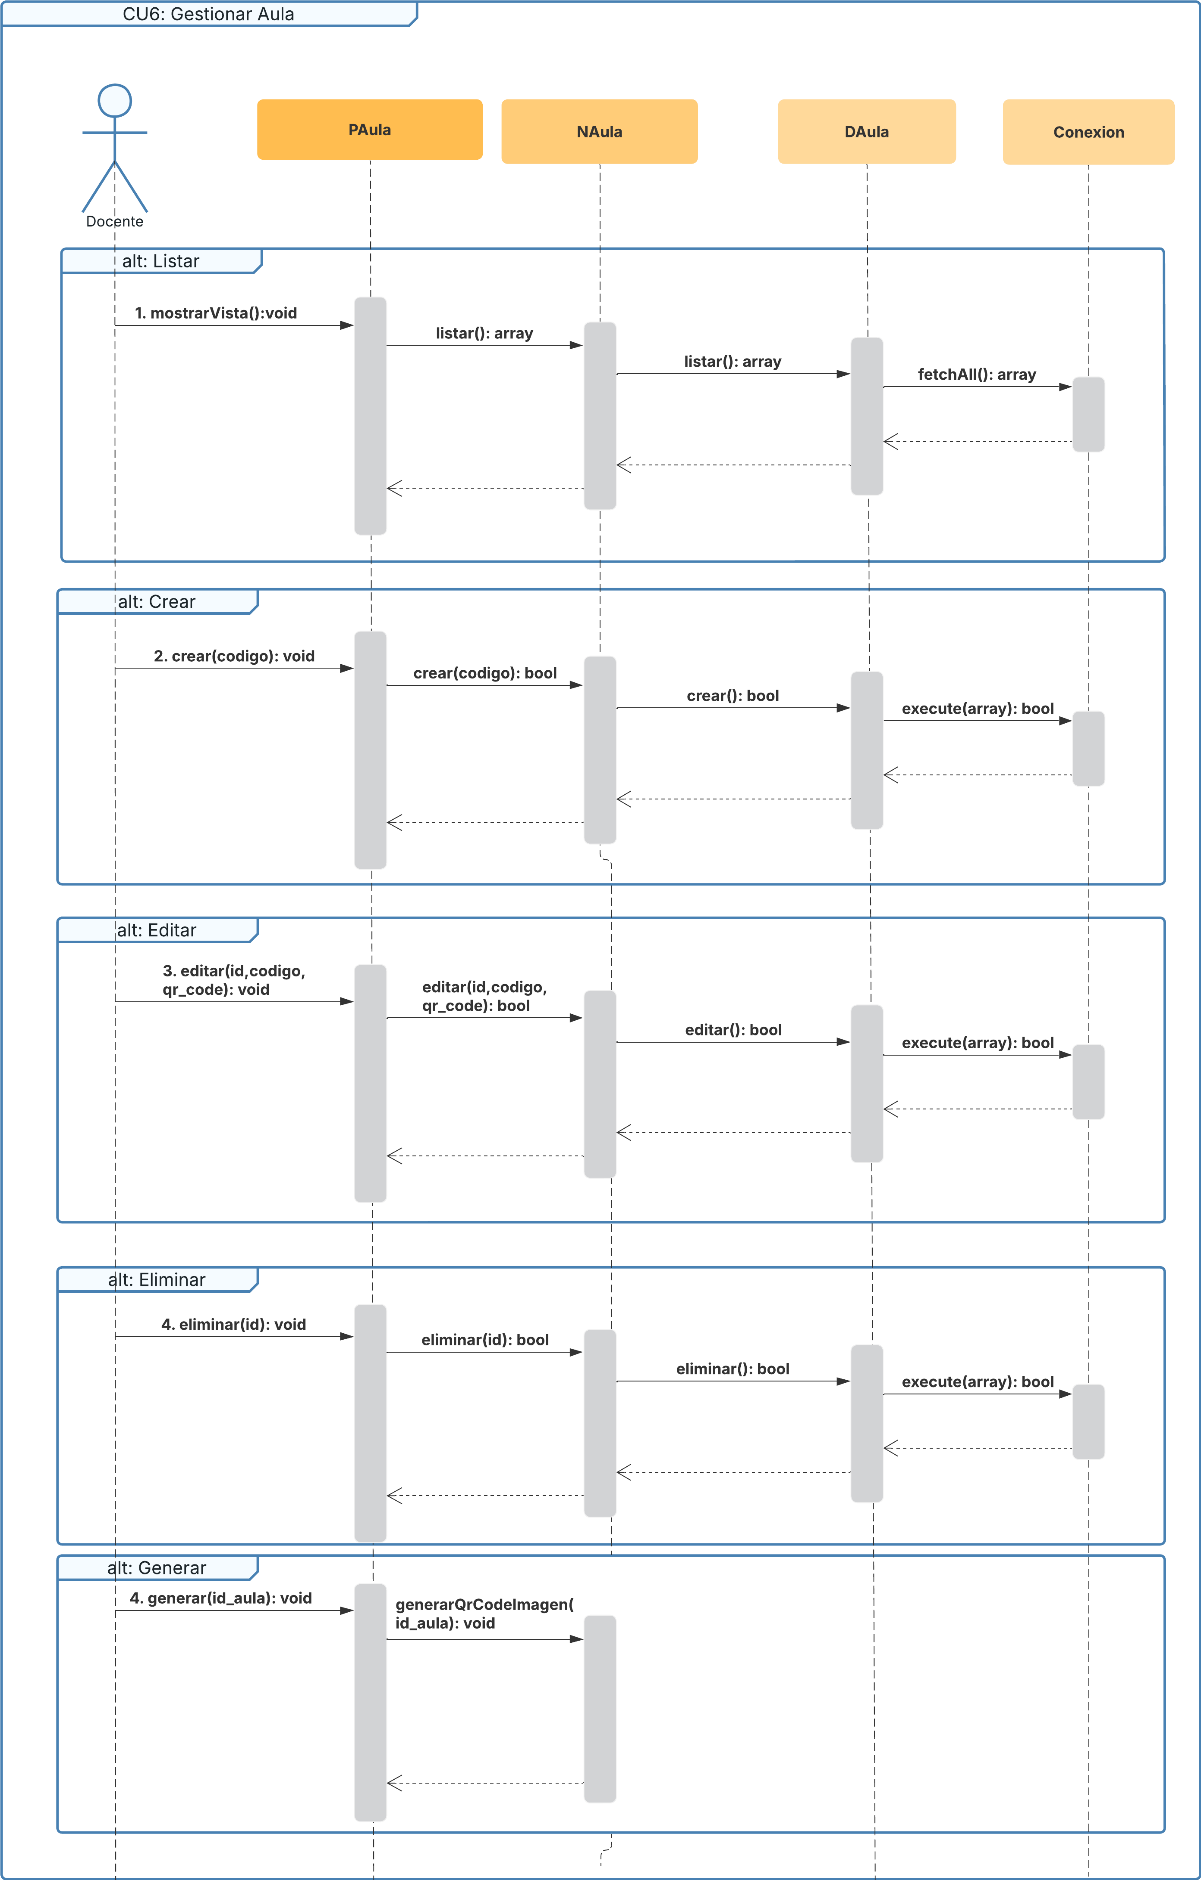 CU6: Gestionar Aula
PAula
NAula
DAula
Conexion
Docente
alt: Listar
1. mostrarVista():void
listar(): array
listar(): array
fetchAll(): array
alt: Crear
2. crear(codigo): void
crear(codigo): bool
crear(): bool
execute(array): bool
alt: Editar
3. editar(id,codigo,
qr_code): void
editar(id,codigo,
qr_code): bool
editar(): bool
execute(array): bool
alt: Eliminar
4. eliminar(id): void
eliminar(id): bool
eliminar(): bool
execute(array): bool
alt: Generar
4. generar(id_aula): void
generarQrCodeImagen(
id_aula): void